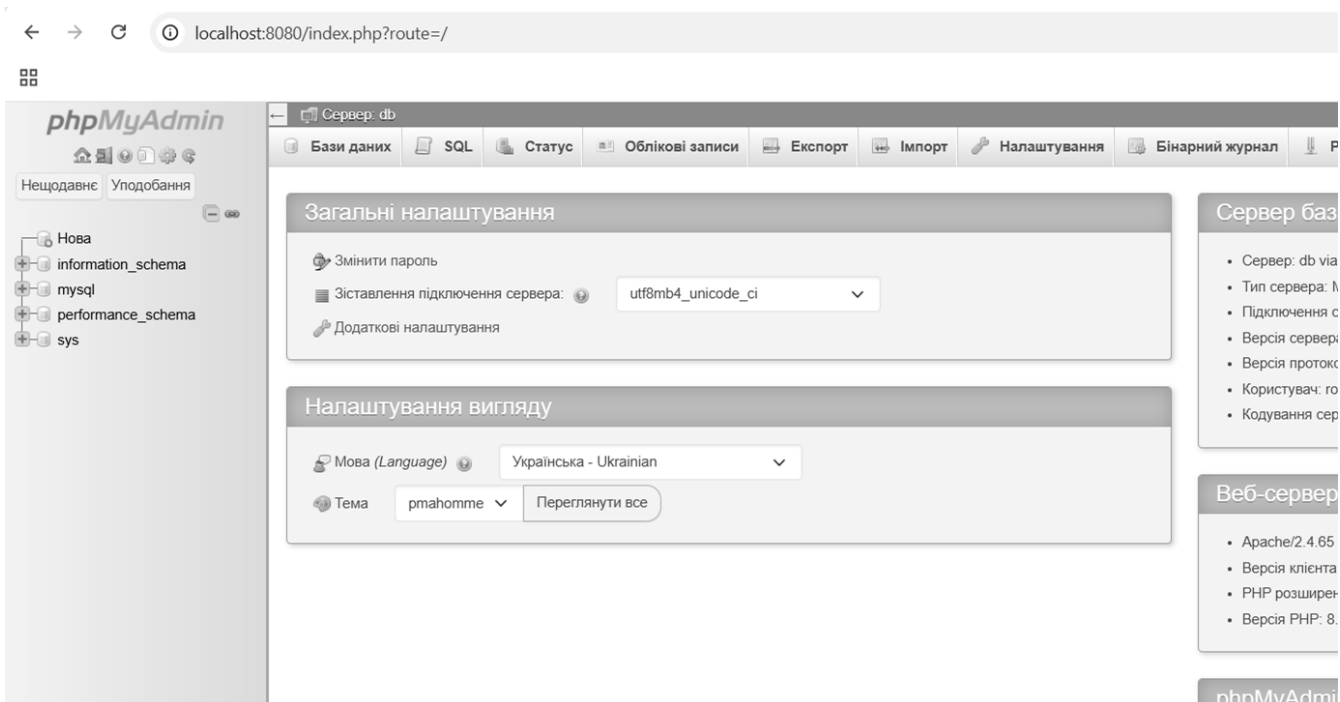 localhost:8080/index.php?route=/
phpMyAdmin
Нещодавнє Уподобання
Нова
information_schema
mysql
performance_schema
sys
Сервер: db
Бази даних SQL Статус Облікові записи Експорт Імпорт Налаштування Бінарний журнал Р
Загальні налаштування
Змінити пароль
Зіставлення підключення сервера: utf8mb4_unicode_ci
Додаткові налаштування
Налаштування вигляду
Мова (Language) Українська - Ukrainian
Тема pmahomme Переглянути все
Сервер баз
Сервер: db via
Тип сервера: M
Підключення с
Версія сервера
Версія протоко
Користувач: ro
Кодування сер
Веб-сервер
Apache/2.4.65
Версія клієнта
PHP розширен
Версія PHP: 8.
phpMyAdmi